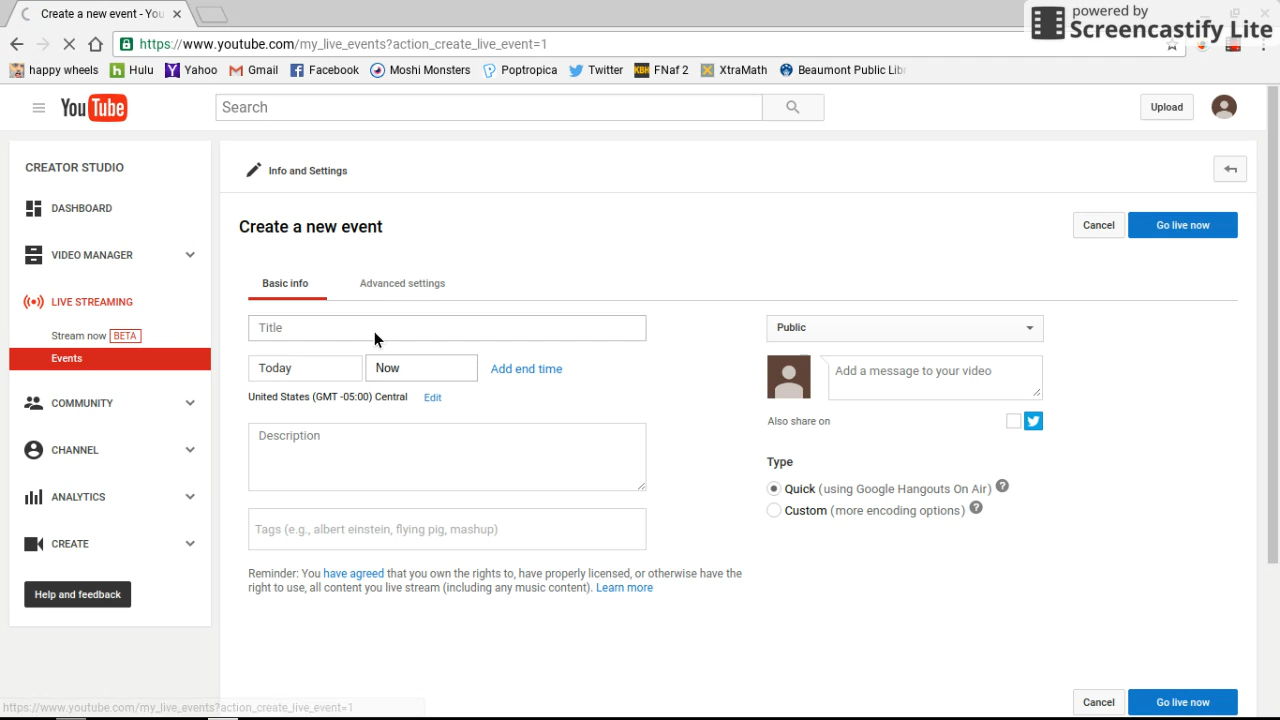 Create a new event - You
powered by
Screencastify Lite
https://www.youtube.com/my_live_events?action_create_live_event=1
happy wheels
Hulu
Yahoo
Gmail
Facebook
Moshi Monsters
Poptropica
Twitter
KBH FNaf 2
XtraMath
Beaumont Public Libr
YouTube
Search
Upload
CREATOR STUDIO
DASHBOARD
VIDEO MANAGER
LIVE STREAMING
Stream now BETA
Events
COMMUNITY
CHANNEL
ANALYTICS
CREATE
Help and feedback
Info and Settings
Create a new event
Cancel
Go live now
Basic info
Advanced settings
Title
Today
Now
Add end time
United States (GMT -05:00) Central
Edit
Description
Tags (e.g., albert einstein, flying pig, mashup)
Reminder: You have agreed that you own the rights to, have properly licensed, or otherwise have the
right to use, all content you live stream (including any music content). Learn more
Public
Add a message to your video
Also share on
Type
Quick (using Google Hangouts On Air) ?
Custom (more encoding options) ?
Cancel
Go live now
https://www.youtube.com/my_live_events?action_create_live_event=1